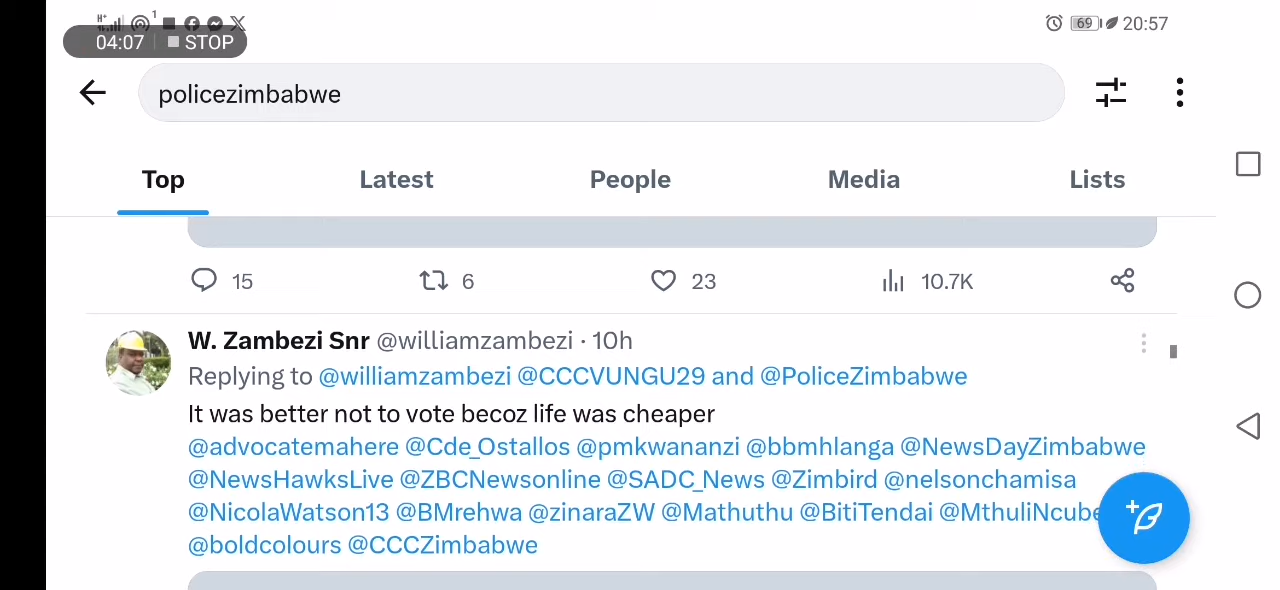 H+ 1 69 20:57
04:07 STOP
policezimbabwe
Top Latest People Media Lists
15 6 23 10.7K
W. Zambezi Snr @williamzambezi · 10h
Replying to @williamzambezi @CCCVUNGU29 and @PoliceZimbabwe
It was better not to vote becoz life was cheaper
@advocatemahere @Cde_Ostallos @pmkwananzi @bbmhlanga @NewsDayZimbabwe
@NewsHawksLive @ZBCNewsonline @SADC_News @Zimbird @nelsonchamisa
@NicolaWatson13 @BMrehwa @zinaraZW @Mathuthu @BitiTendai @MthuliNcube
@boldcolours @CCCZimbabwe